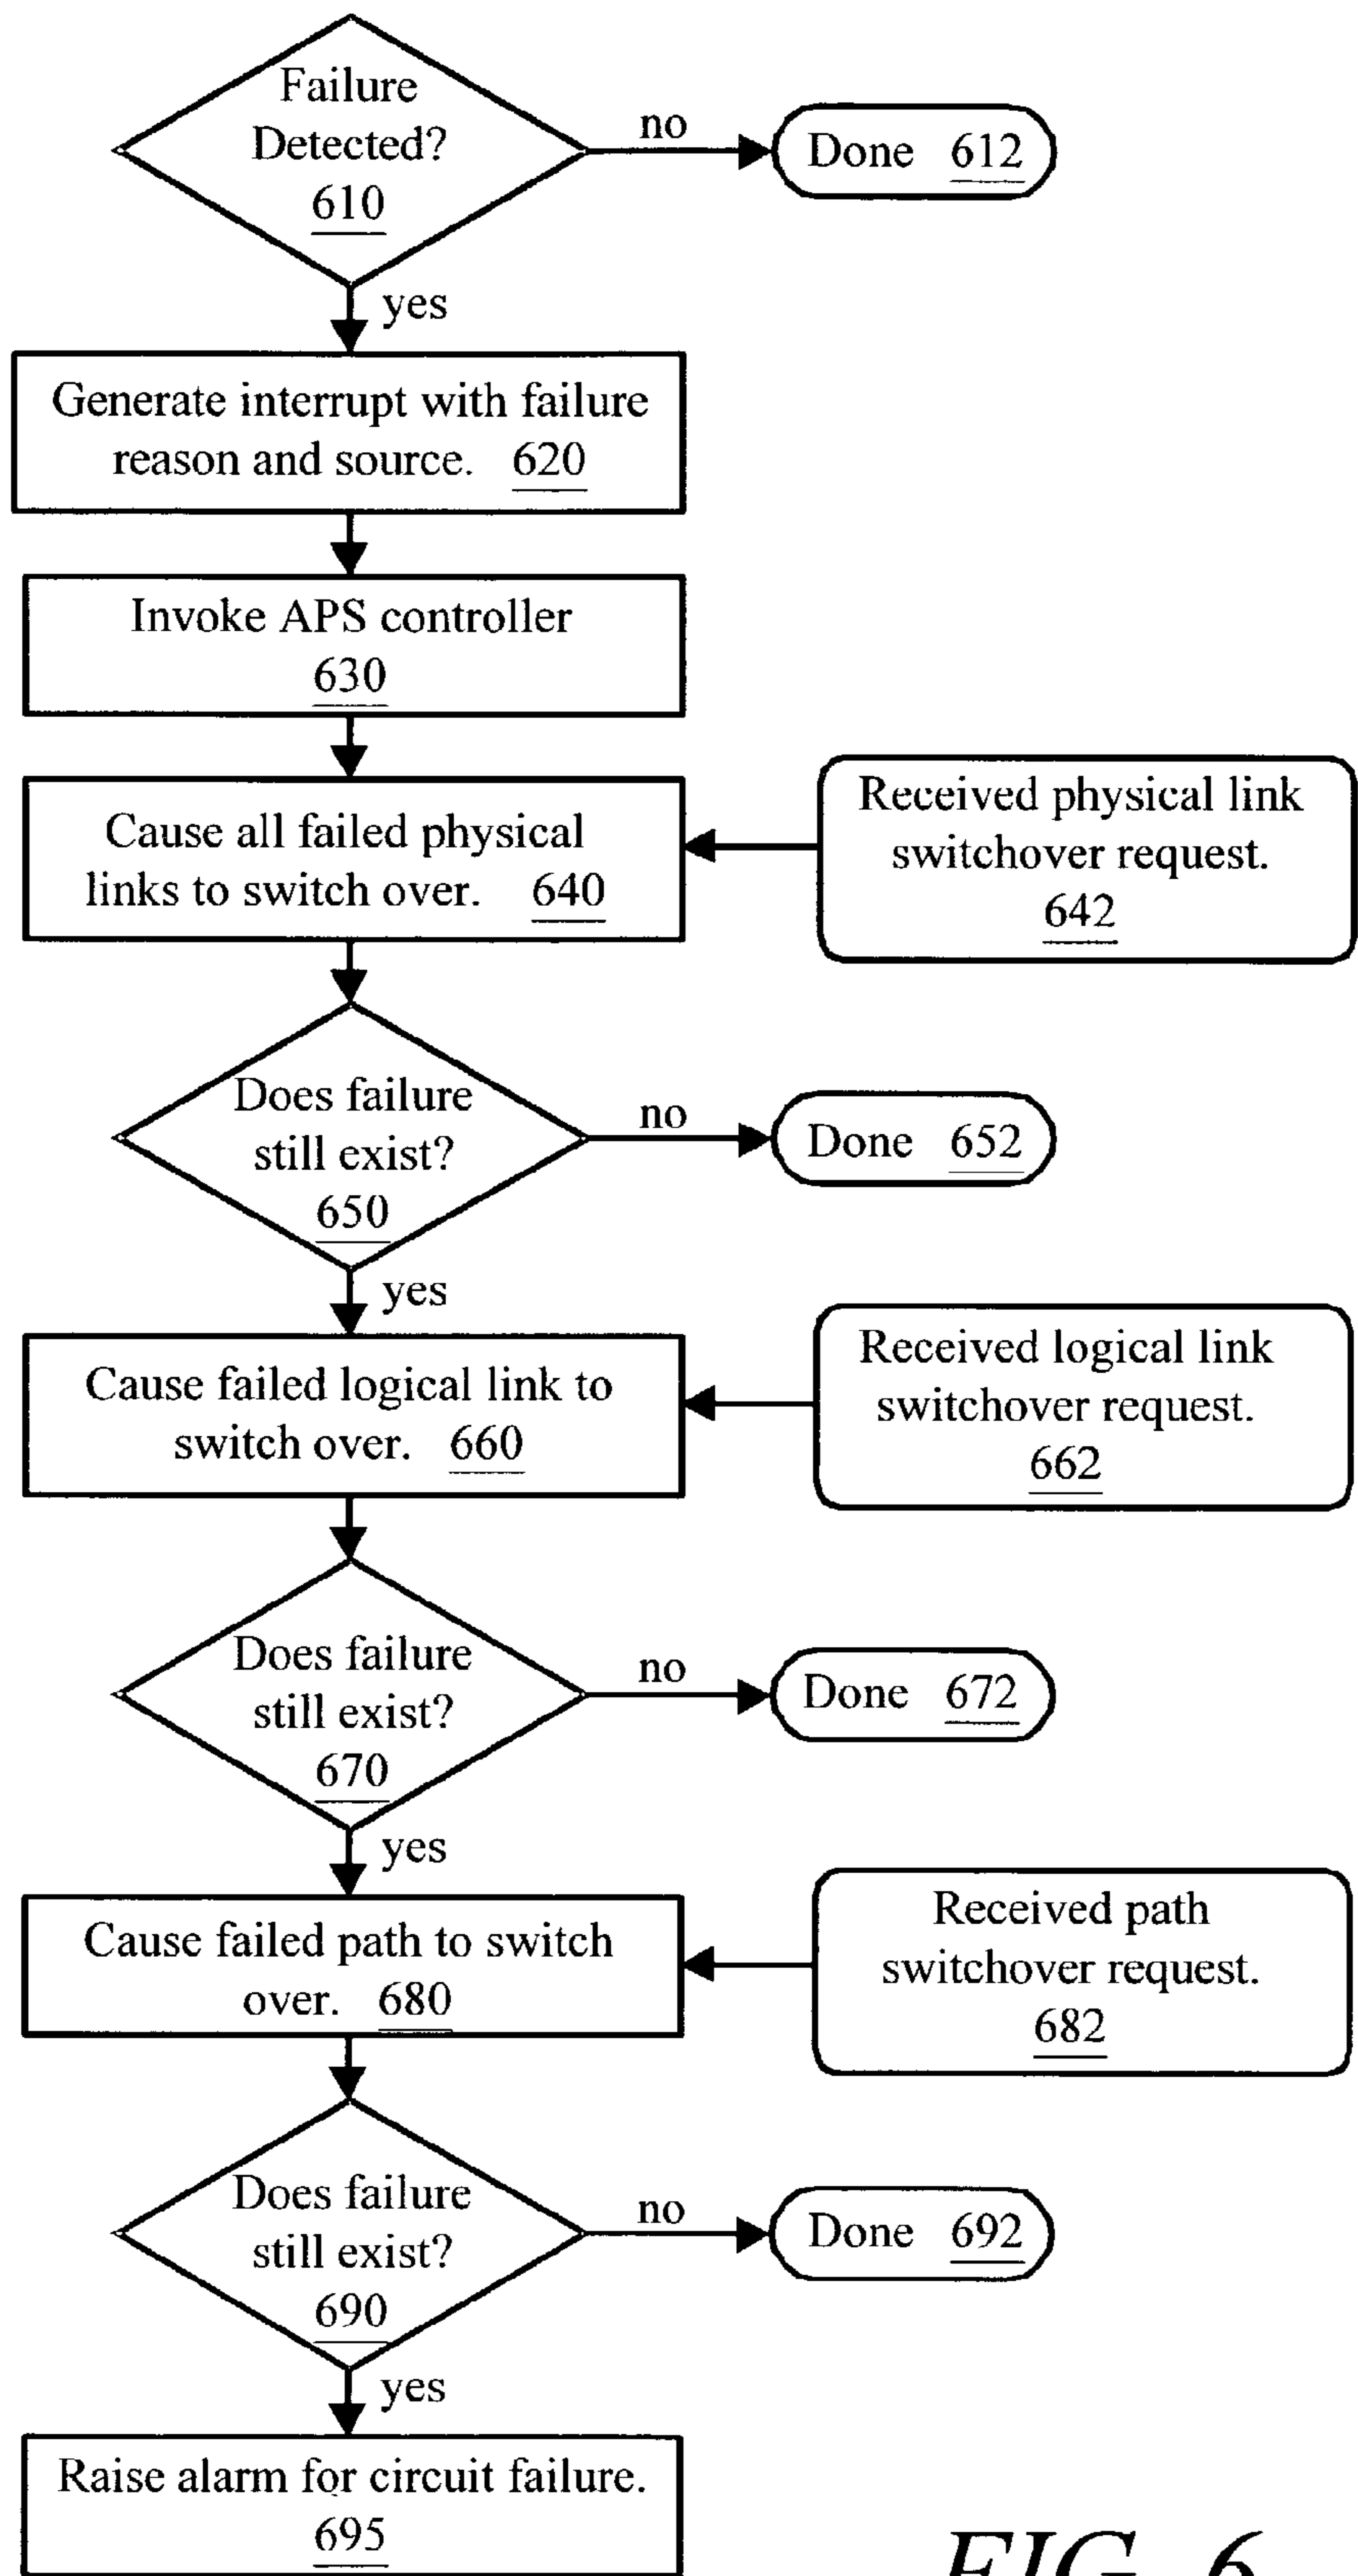 Failure
Detected?
610
no
Done 612
yes
Generate interrupt with failure
reason and source. 620
Invoke APS controller
630
Cause all failed physical
links to switch over. 640
Received physical link
switchover request.
642
Does failure
still exist?
650
no
Done 652
yes
Cause failed logical link to
switch over. 660
Received logical link
switchover request.
662
Does failure
still exist?
670
no
Done 672
yes
Cause failed path to switch
over. 680
Received path
switchover request.
682
Does failure
still exist?
690
no
Done 692
yes
Raise alarm for circuit failure.
695
FIG. 6